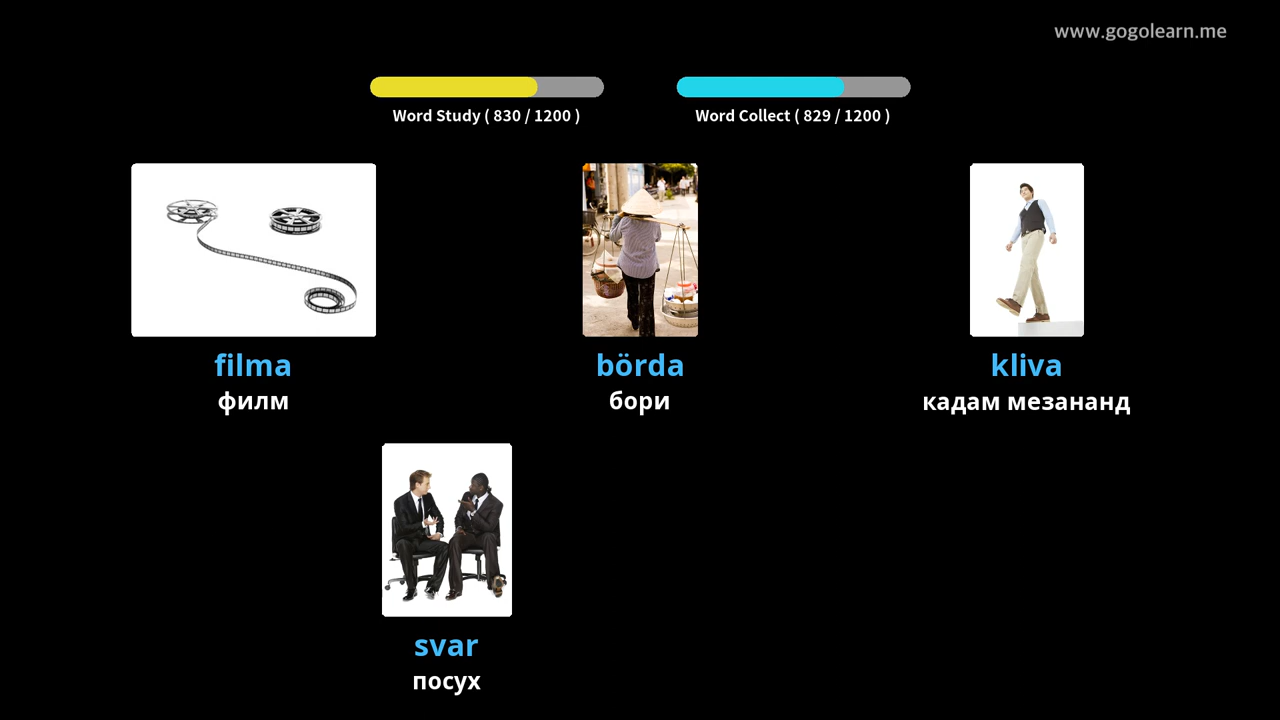 www.gogolearn.me
Word Study ( 830 / 1200 )
Word Collect ( 829 / 1200 )
filma
филм
börda
бори
kliva
кадам мезананд
svar
посух